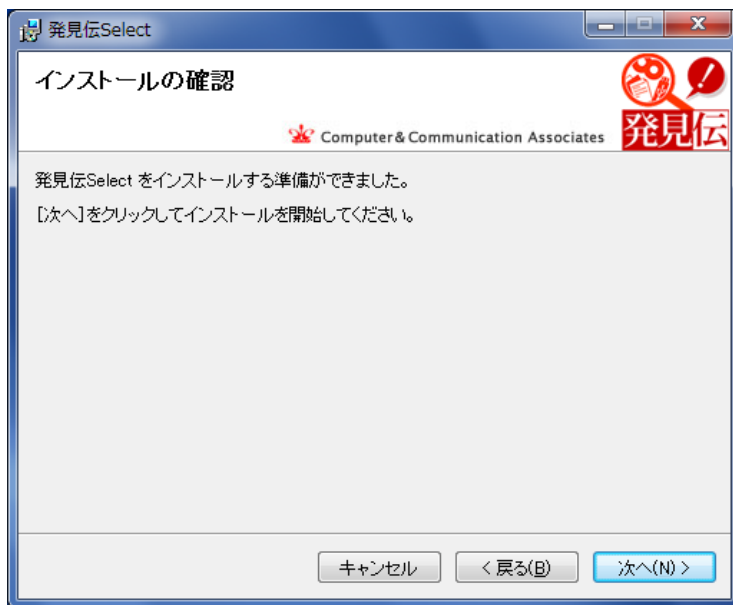 発見伝Select
インストールの確認
Computer & Communication Associates
発見伝
発見伝Select をインストールする準備ができました。
[次へ]をクリックしてインストールを開始してください。
キャンセル
< 戻る(B)
次へ(N) >